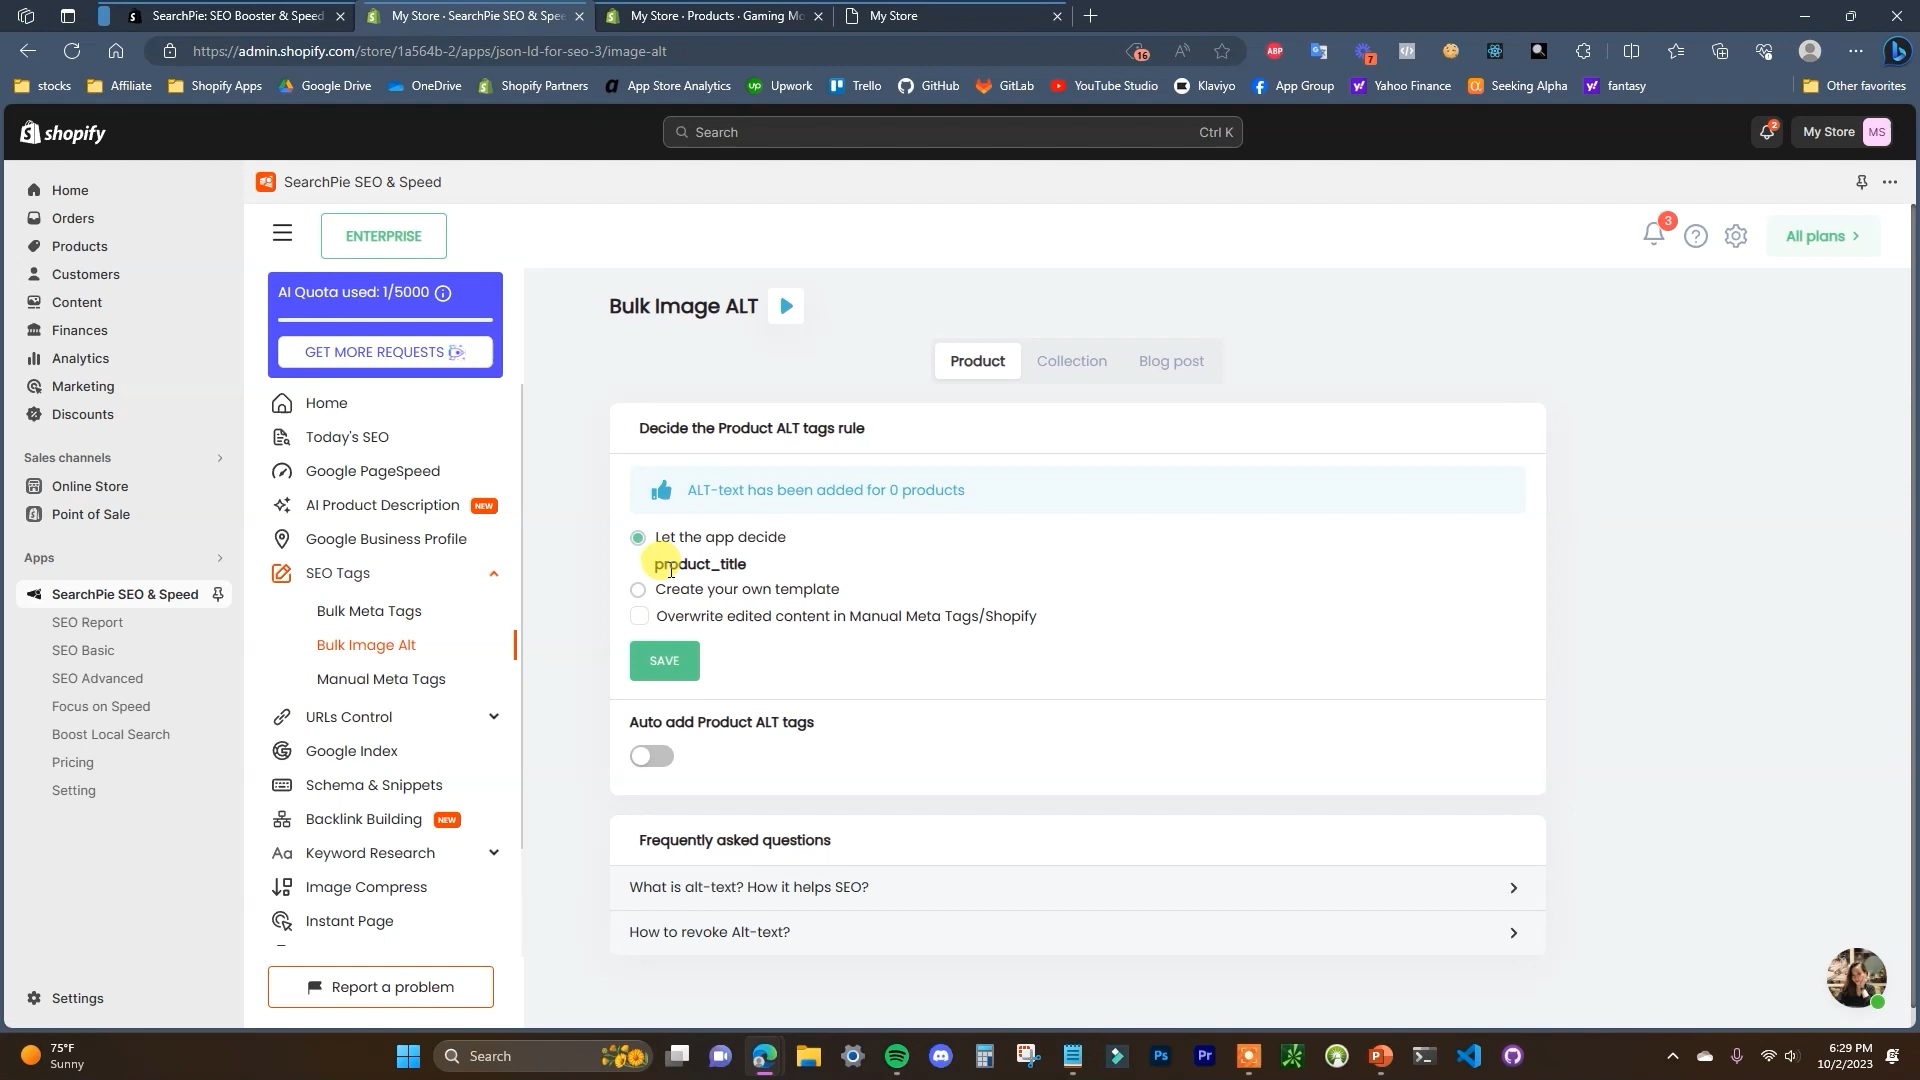 SearchPie: SEO Booster & Speed
My Store · SearchPie SEO & Spee
My Store · Products · Gaming Mo
My Store
https://admin.shopify.com/store/1a564b-2/apps/json-ld-for-seo-3/image-alt
16
ABP
7
stocks
Affiliate
Shopify Apps
Google Drive
OneDrive
Shopify Partners
App Store Analytics
Upwork
Trello
GitHub
GitLab
YouTube Studio
Klaviyo
App Group
Yahoo Finance
Seeking Alpha
fantasy
Other favorites
shopify
Search
Ctrl K
2
My Store
MS
Home
Orders
Products
Customers
Content
Finances
Analytics
Marketing
Discounts
Sales channels
Online Store
Point of Sale
Apps
SearchPie SEO & Speed
SEO Report
SEO Basic
SEO Advanced
Focus on Speed
Boost Local Search
Pricing
Setting
Settings
SearchPie SEO & Speed
ENTERPRISE
3
All plans
AI Quota used: 1/5000
GET MORE REQUESTS
Home
Today's SEO
Google PageSpeed
AI Product Description NEW
Google Business Profile
SEO Tags
Bulk Meta Tags
Bulk Image Alt
Manual Meta Tags
URLs Control
Google Index
Schema & Snippets
Backlink Building NEW
Keyword Research
Image Compress
Instant Page
Report a problem
Bulk Image ALT
Product
Collection
Blog post
Decide the Product ALT tags rule
ALT-text has been added for 0 products
Let the app decide
product_title
Create your own template
Overwrite edited content in Manual Meta Tags/Shopify
SAVE
Auto add Product ALT tags
Frequently asked questions
What is alt-text? How it helps SEO?
How to revoke Alt-text?
75°F
Sunny
Search
Ps
Pr
6:29 PM
10/2/2023